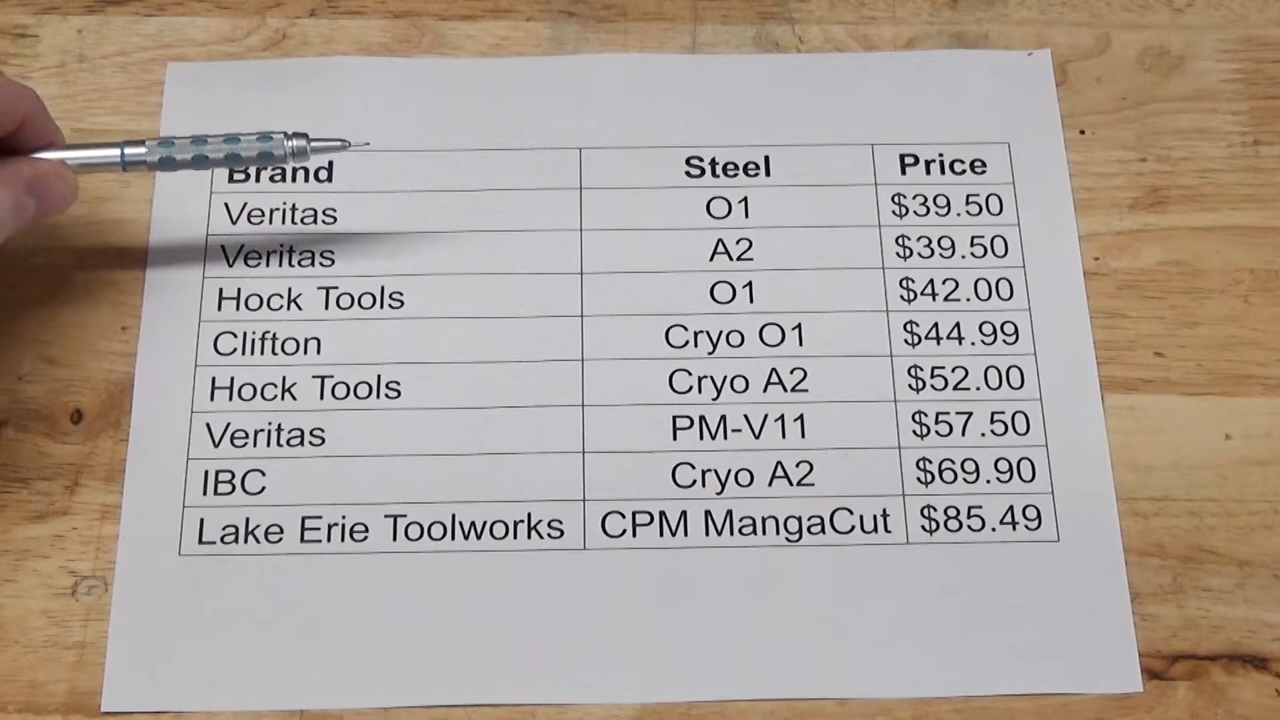 Brand Steel Price
Veritas O1 $39.50
Veritas A2 $39.50
Hock Tools O1 $42.00
Clifton Cryo O1 $44.99
Hock Tools Cryo A2 $52.00
Veritas PM-V11 $57.50
IBC Cryo A2 $69.90
Lake Erie Toolworks CPM MangaCut $85.49